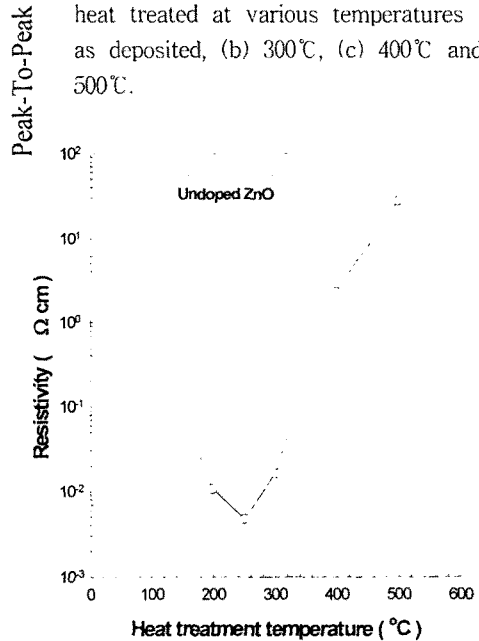 heat treated at various temperatures
as deposited, (b) 300℃, (c) 400℃ and
500℃.
Peak-To-Peak
Undoped ZnO
10²
10¹
10⁰
10⁻¹
10⁻²
10⁻³
Resistivity ( Ω cm)
0 100 200 300 400 500 600
Heat treatment temperature ( °C)